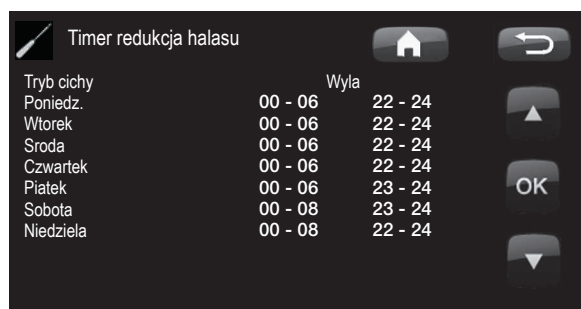 Timer redukcja halasu
Tryb cichy Wyla
Poniedz. 00 - 06 22 - 24
Wtorek 00 - 06 22 - 24
Sroda 00 - 06 22 - 24
Czwartek 00 - 06 22 - 24
Piatek 00 - 06 23 - 24
Sobota 00 - 08 23 - 24
Niedziela 00 - 08 22 - 24
OK